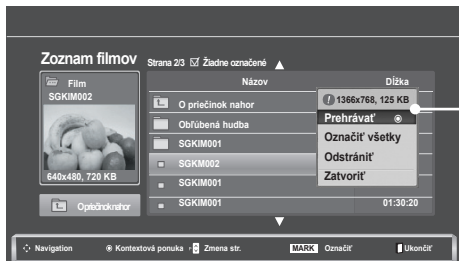 Zoznam filmov
Strana 2/3 Žiadne označené
Film
SGKIM002
640x480, 720 KB
O priečinok nahor
Názov
Dĺžka
O priečinok nahor
Obľúbená hudba
SGKIM001
SGKM002
SGKIM001
SGKIM001
01:30:20
1366x768, 125 KB
Prehrávať
Označiť všetky
Odstrániť
Zatvoriť
Navigation
Kontextová ponuka
Zmena str.
MARK Označiť
Ukončiť